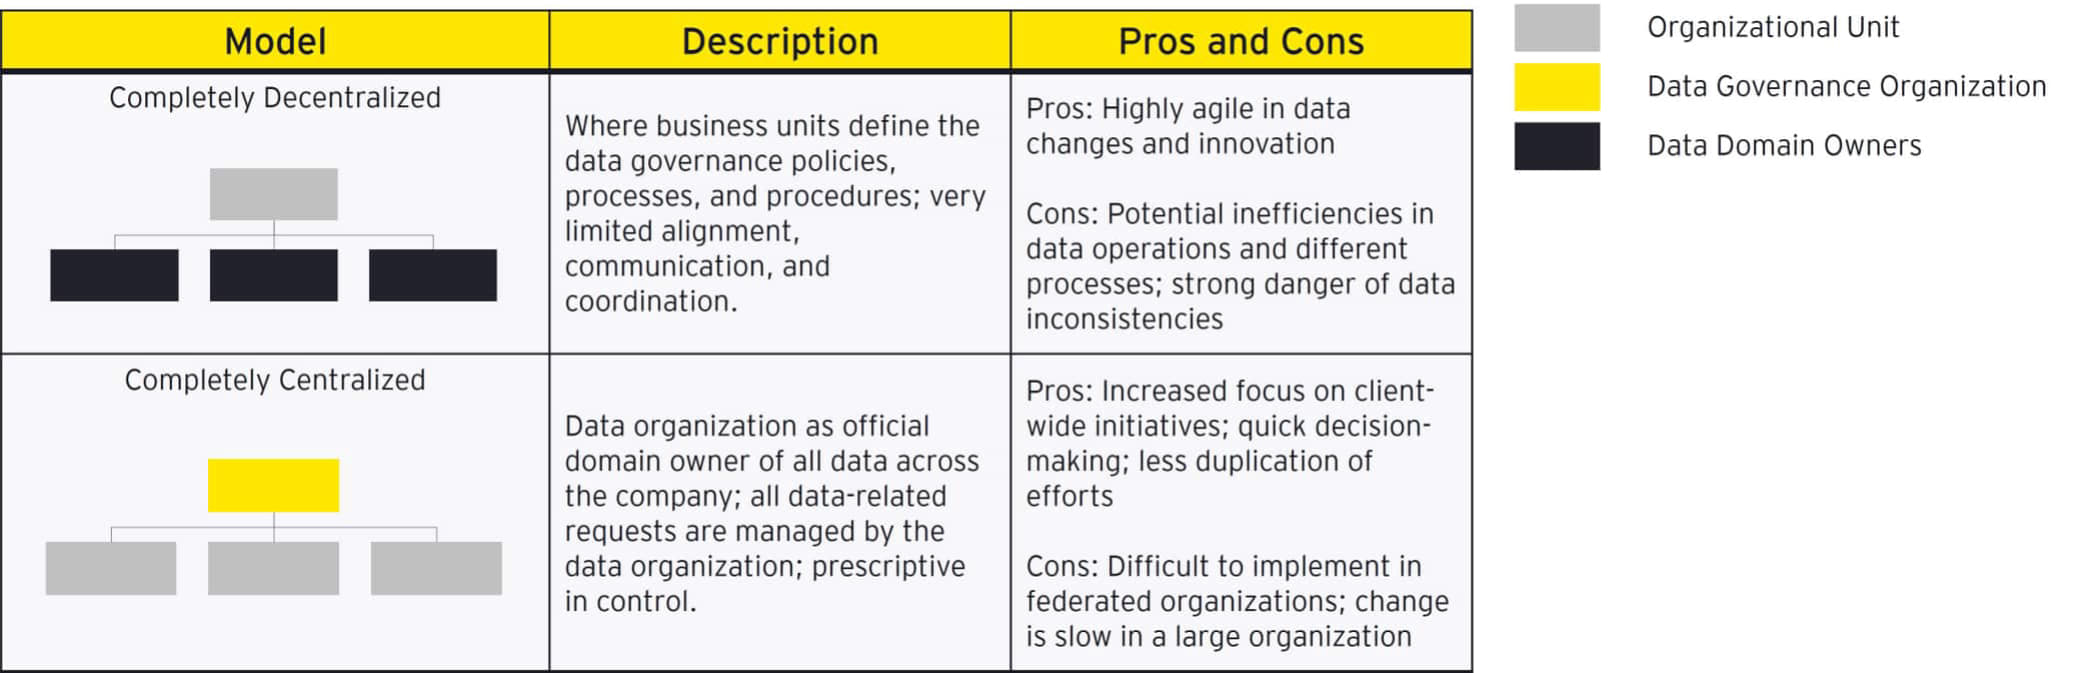 Model
Description
Pros and Cons
Completely Decentralized
Where business units define the
data governance policies,
processes, and procedures; very
limited alignment,
communication, and
coordination.
Pros: Highly agile in data
changes and innovation
Cons: Potential inefficiencies in
data operations and different
processes; strong danger of data
inconsistencies
Completely Centralized
Data organization as official
domain owner of all data across
the company; all data-related
requests are managed by the
data organization; prescriptive
in control.
Pros: Increased focus on client-
wide initiatives; quick decision-
making; less duplication of
efforts
Cons: Difficult to implement in
federated organizations; change
is slow in a large organization
Organizational Unit
Data Governance Organization
Data Domain Owners